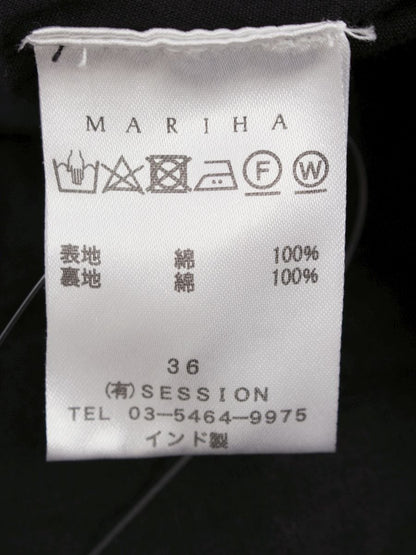 MARIHA
F W
表地 綿 100%
裏地 綿 100%
36
(有)SESSION
TEL 03-5464-9975
インド製